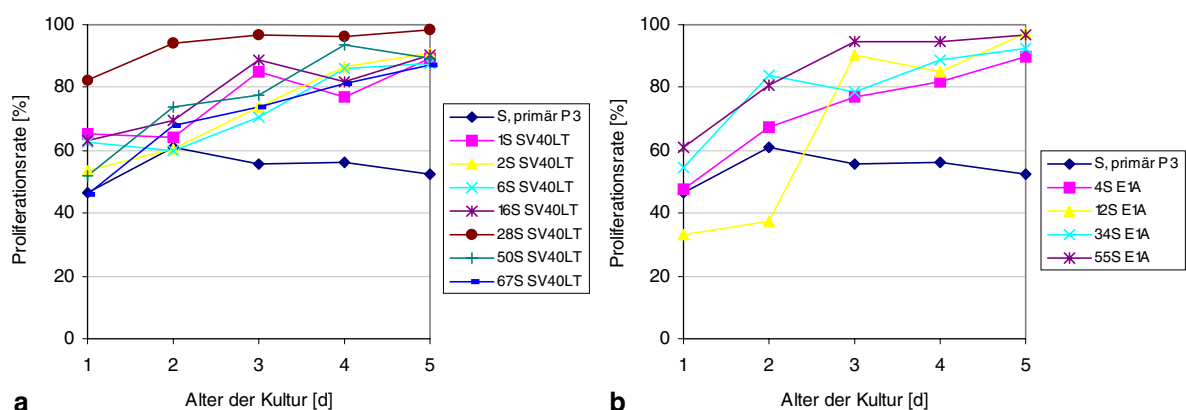 100
80
60
40
20
0
Proliferationsrate [%]
1 2 3 4 5
Alter der Kultur [d]
a
S, primär P3
1S SV40LT
2S SV40LT
6S SV40LT
16S SV40LT
28S SV40LT
50S SV40LT
67S SV40LT
100
80
60
40
20
0
Proliferationsrate [%]
1 2 3 4 5
Alter der Kultur [d]
b
S, primär P3
4S E1A
12S E1A
34S E1A
55S E1A